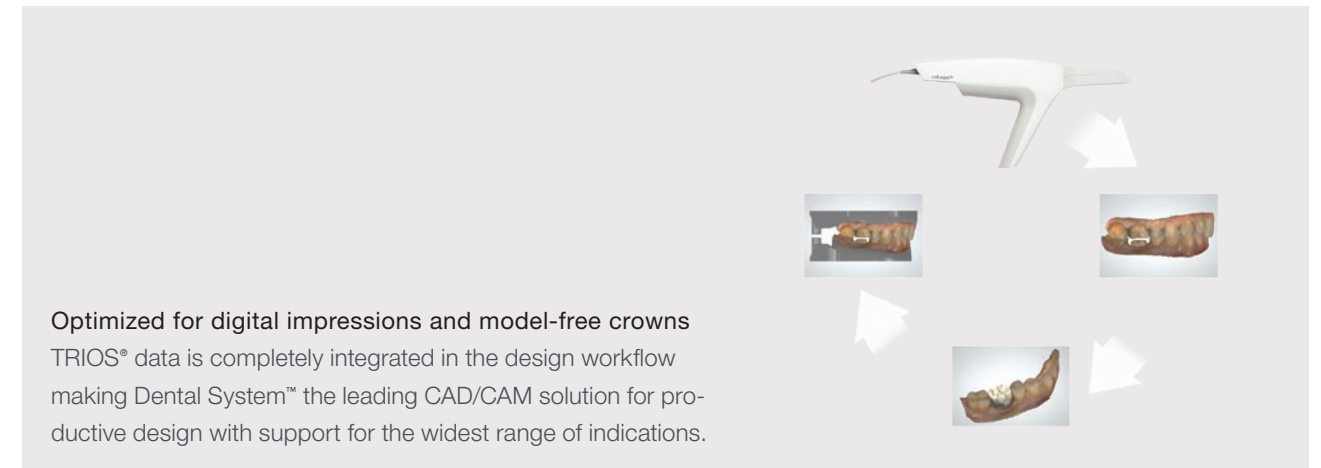 Optimized for digital impressions and model-free crowns
TRIOS® data is completely integrated in the design workflow
making Dental System™ the leading CAD/CAM solution for pro-
ductive design with support for the widest range of indications.